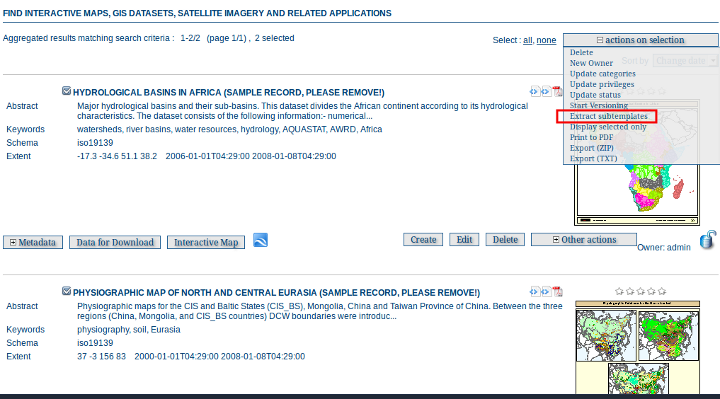 FIND INTERACTIVE MAPS, GIS DATASETS, SATELLITE IMAGERY AND RELATED APPLICATIONS
Aggregated results matching search criteria : 1-2/2 (page 1/1) , 2 selected
Select : all, none
actions on selection
Delete
New Owner
Update categories
Update privileges
Update status
Start Versioning
Extract subtemplates
Display selected only
Print to PDF
Export (ZIP)
Export (TXT)
Sort by Change date
HYDROLOGICAL BASINS IN AFRICA (SAMPLE RECORD, PLEASE REMOVE!)
Abstract Major hydrological basins and their sub-basins. This dataset divides the African continent according to its hydrological
characteristics. The dataset consists of the following information:- numerical...
Keywords watersheds, river basins, water resources, hydrology, AQUASTAT, AWRD, Africa
Schema iso19139
Extent -17.3 -34.6 51.1 38.2 2006-01-01T04:29:00 2008-01-08T04:29:00
Metadata Data for Download Interactive Map Create Edit Delete Other actions
Owner: admin
PHYSIOGRAPHIC MAP OF NORTH AND CENTRAL EURASIA (SAMPLE RECORD, PLEASE REMOVE!)
Abstract Physiographic maps for the CIS and Baltic States (CIS_BS), Mongolia, China and Taiwan Province of China. Between the three
regions (China, Mongolia, and CIS_BS countries) DCW boundaries were introduc...
Keywords physiography, soil, Eurasia
Schema iso19139
Extent 37 -3 156 83 2000-01-01T04:29:00 2008-01-08T04:29:00